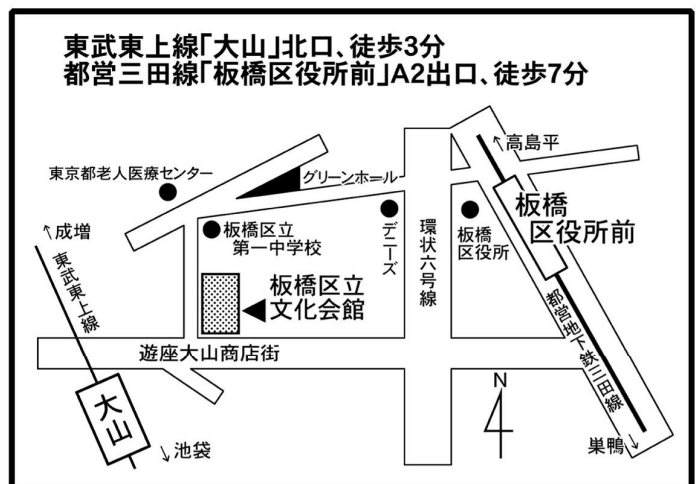 東武東上線「大山」北口、徒歩3分
都営三田線「板橋区役所前」A2出口、徒歩7分
高島平
東京都老人医療センター
グリーンホール
板橋
区役所前
成増
板橋区立
第一中学校
デニーズ
環状六号線
板橋
区役所
東武東上線
板橋区立
文化会館
都営地下鉄三田線
遊座大山商店街
大山
N
池袋
巣鴨